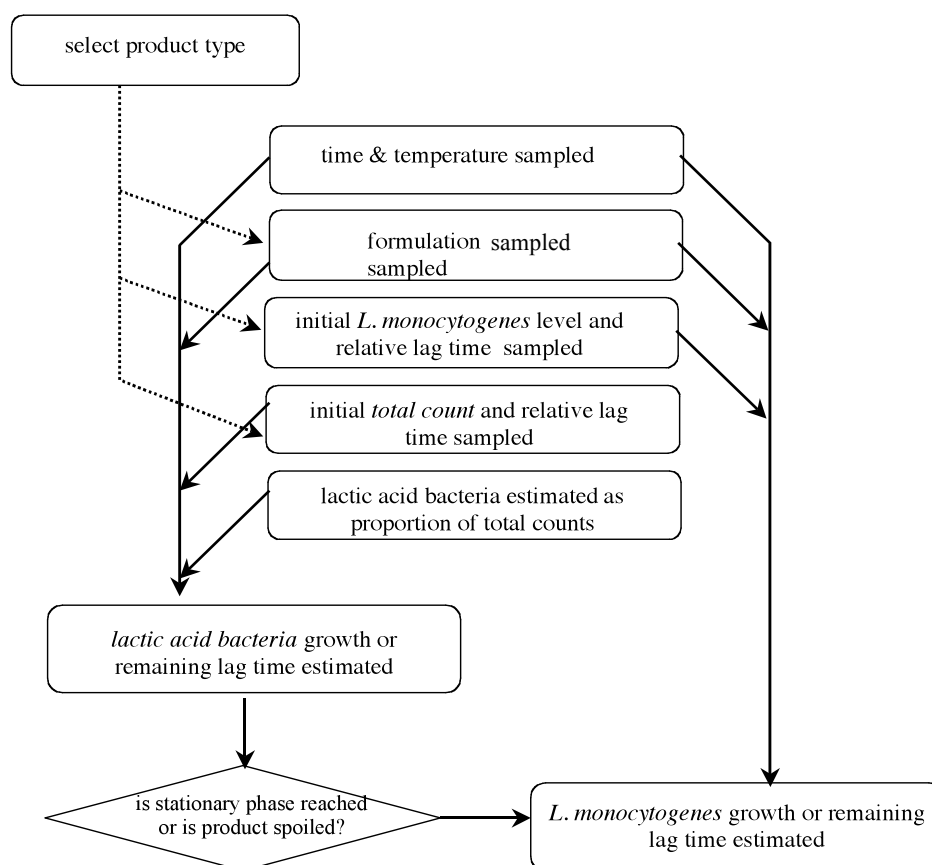 select product type
time & temperature sampled
formulation sampled
sampled
initial L. monocytogenes level and
relative lag time sampled
initial total count and relative lag
time sampled
lactic acid bacteria estimated as
proportion of total counts
lactic acid bacteria growth or
remaining lag time estimated
is stationary phase reached
or is product spoiled?
L. monocytogenes growth or remaining
lag time estimated